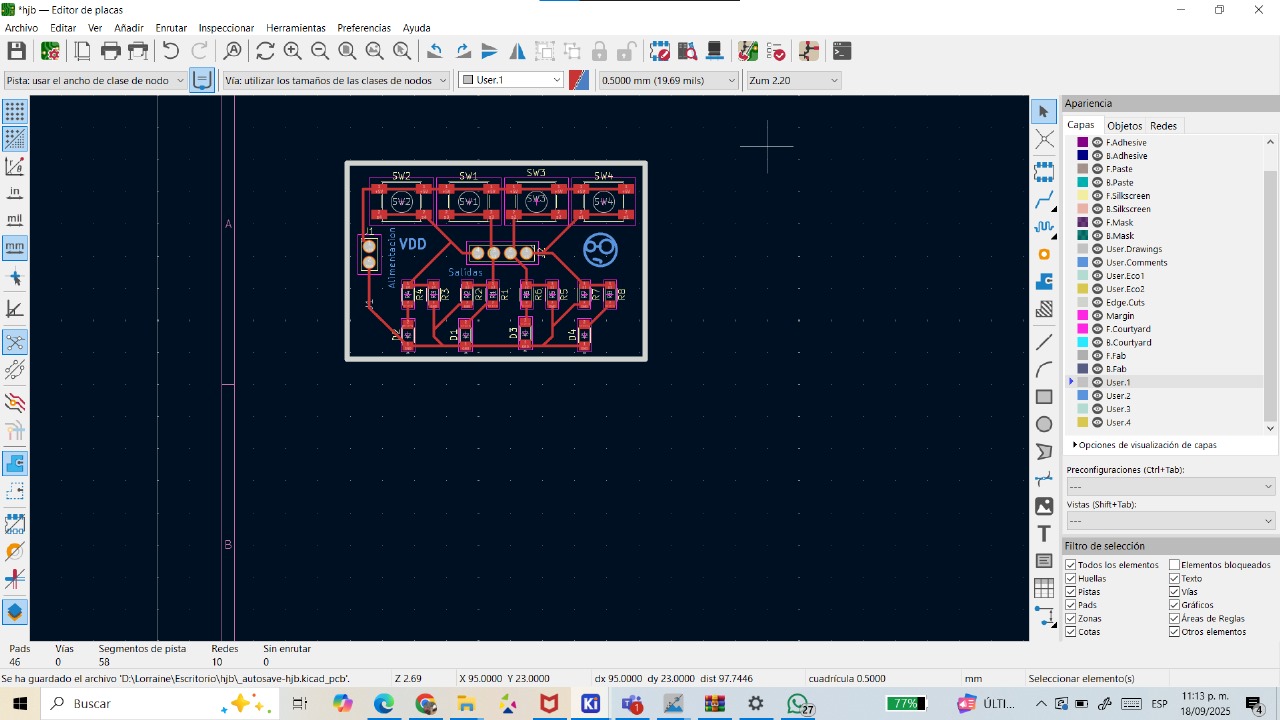 *hjb — Editor de placas
Archivo Editar Ver Añadir Enrutar Inspeccionar Herramientas Preferencias Ayuda
Pista: usar el ancho de clase de nodo Vía: utilizar los tamaños de las clases de nodos User.1 0.5000 mm (19.69 mils) Zum 2.20
Apariencia
Capas Objetos Redes
F.Adhesive
B.Adhesive
F.Paste
B.Paste
F.Silkscreen
B.Silkscreen
F.Mask
B.Mask
User.Drawings
User.Comments
User.Eco1
User.Eco2
Edge.Cuts
Margin
F.Courtyard
B.Courtyard
F.Fab
B.Fab
User.1
User.2
User.3
User.4
Opciones de visualización de capas
Preconfiguraciones (Ctrl+Tab):
---
Vistas (Shift+Tab):
---
Filtro de selección
Todos los elementos Elementos bloqueados
Huellas Texto
Pistas Vías
Pads Gráficos
Zonas Áreas de Reglas
Cotas Otros elementos
in
mil
mm
A
B
SW2 SW1 SW3 SW4
SW2 SW1 SW3 SW4
J1
Alimentacion
VDD
Salidas
R4 R3 R2 R1 R6 R5 R7 R8
D2 D1 D3 D4
Pads Vías Segmentos de pista Redes Sin enrutar
46 0 58 10 0
Se ha guardado el archivo 'D:\Lorraine\Escritorio\hjb\_autosave-hjb.kicad_pcb'. Z 2.69 X 95.0000 Y 23.0000 dx 95.0000 dy 23.0000 dist 97.7446 cuadrícula 0.5000 mm Seleccionar elemento(s)
Buscar
Ki
1
27
77%
ÚLTI...
ESP
11:13 p. m.
18/09/2025
4